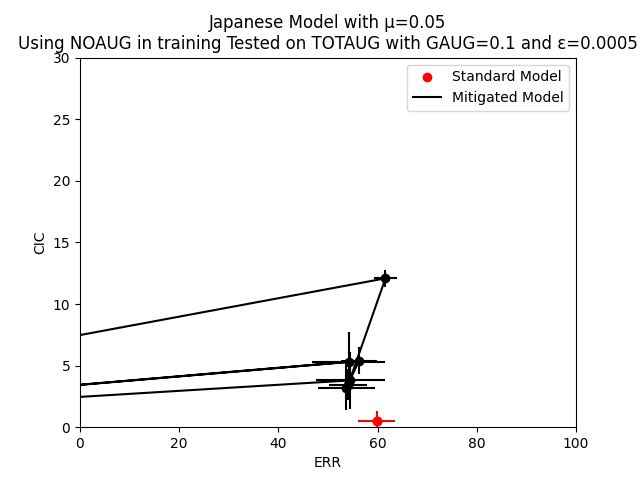 Japanese Model with μ=0.05
Using NOAUG in training Tested on TOTAUG with GAUG=0.1 and ε=0.0005
30
25
20
15
10
5
0
CIC
Standard Model
Mitigated Model
0 20 40 60 80 100
ERR